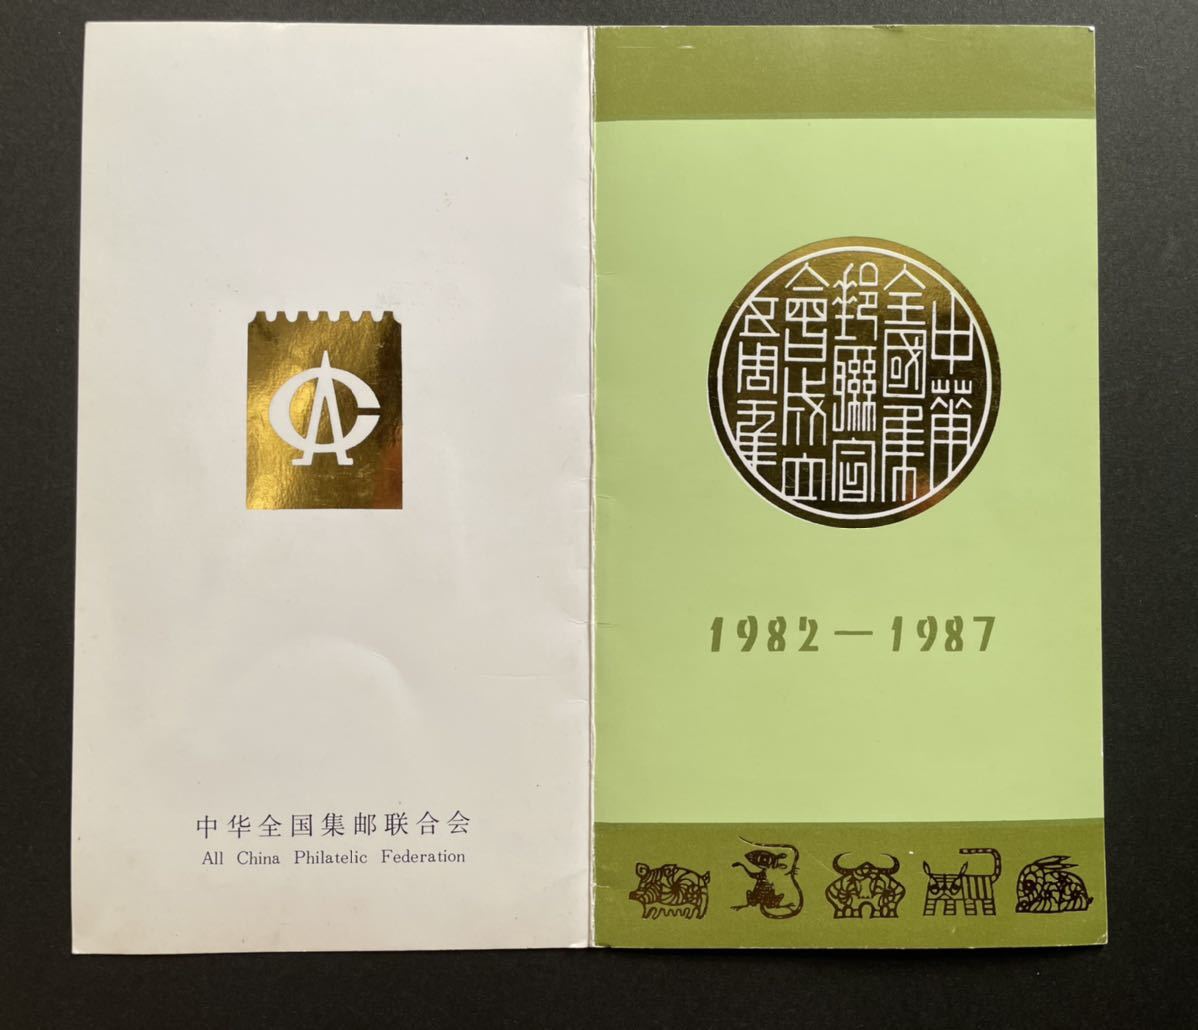 中华全国集邮联合会
All China Philatelic Federation
中華
全國集
郵聯合
會成立
五周年
1982－1987